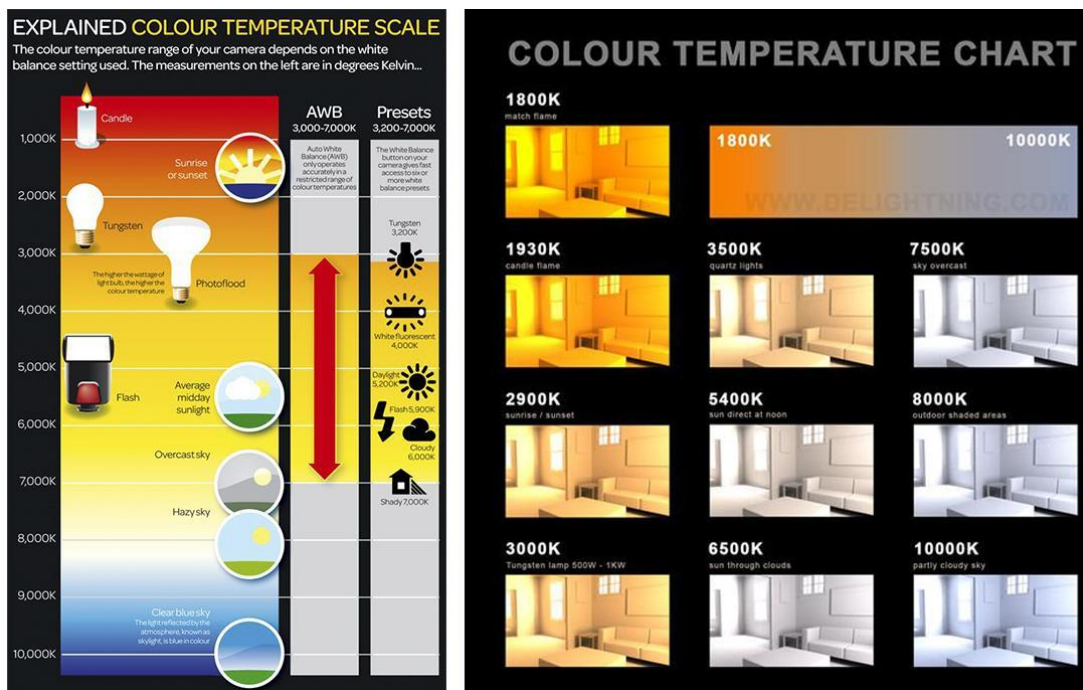 EXPLAINED COLOUR TEMPERATURE SCALE
The colour temperature range of your camera depends on the white
balance setting used. The measurements on the left are in degrees Kelvin...
Candle
AWB
3,000-7,000K
Presets
3,200-7,000K
1,000K
Auto White
Balance (AWB)
only operates
accurately in a
restricted range of
colour temperatures
The White Balance
button on your
camera gives fast
access to six or
more white
balance presets
Sunrise
or sunset
2,000K
Tungsten
Tungsten
3,200K
3,000K
The higher the wattage of
light bulb, the higher the
colour temperature
Photoflood
4,000K
White fluorescent
4,000K
5,000K
Daylight
5,200K
Flash
Average
midday
sunlight
Flash 5,900K
6,000K
Cloudy
6,000K
Overcast sky
7,000K
Shady 7,000K
Hazy sky
8,000K
9,000K
Clear blue sky
The light reflected by the
atmosphere, known as
skylight, is blue in colour
10,000K
COLOUR TEMPERATURE CHART
1800K
match flame
1800K
10000K
WWW.DELIGHTNING.COM
1930K
candle flame
3500K
quartz lights
7500K
sky overcast
2900K
sunrise / sunset
5400K
sun direct at noon
8000K
outdoor shaded areas
3000K
Tungsten lamp 500W - 1KW
6500K
sun through clouds
10000K
partly cloudy sky